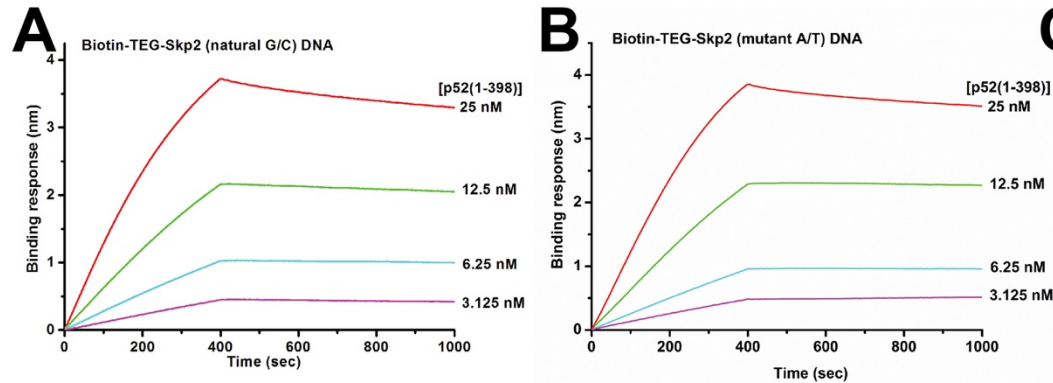 A
Biotin-TEG-Skp2 (natural G/C) DNA
[p52(1-398)]
25 nM
12.5 nM
6.25 nM
3.125 nM
Binding response (nm)
4
3
2
1
0
0 200 400 600 800 1000
Time (sec)
B
Biotin-TEG-Skp2 (mutant A/T) DNA
[p52(1-398)]
25 nM
12.5 nM
6.25 nM
3.125 nM
Binding response (nm)
4
3
2
1
0
0 200 400 600 800 1000
Time (sec)